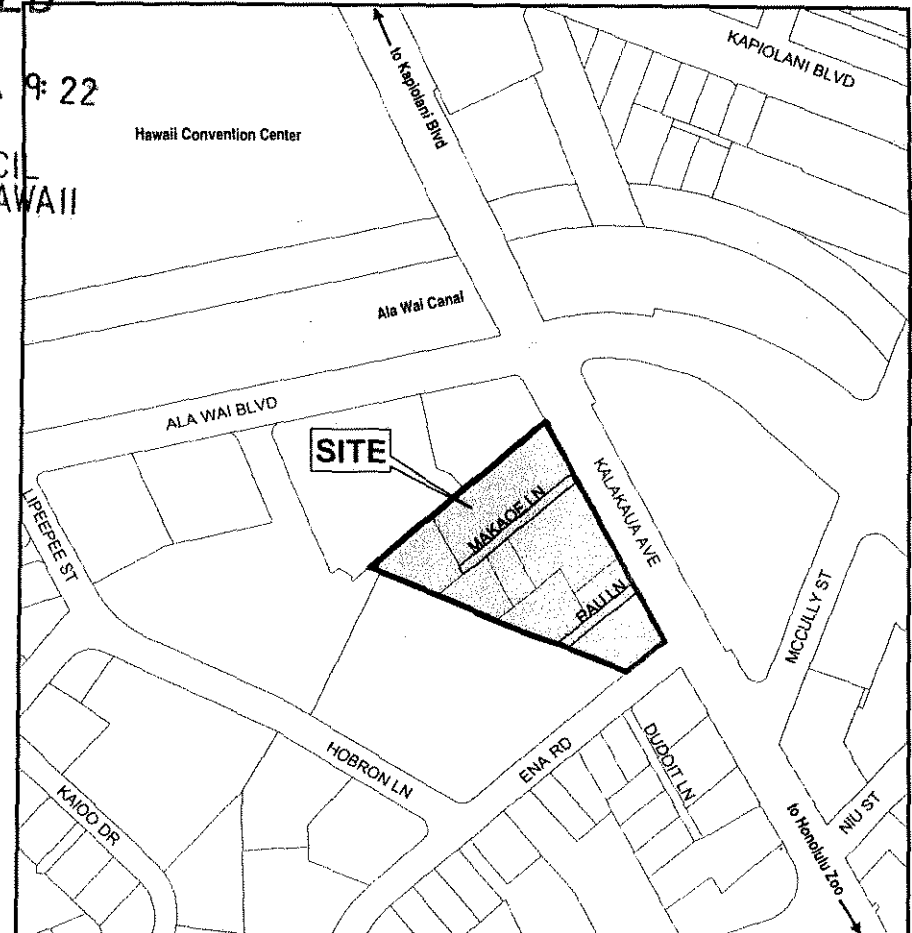 9:22
AWAII
KAPIOLANI BLVD
to Kapiolani Blvd
Hawaii Convention Center
Ala Wai Canal
ALA WAI BLVD
SITE
MAKAOE LN
KALAKAUA AVE
PAU LN
LIPEEPEE ST
MCCULLY ST
HOBRON LN
ENA RD
DUDOIT LN
KAIOO DR
NIU ST
to Honolulu Zoo